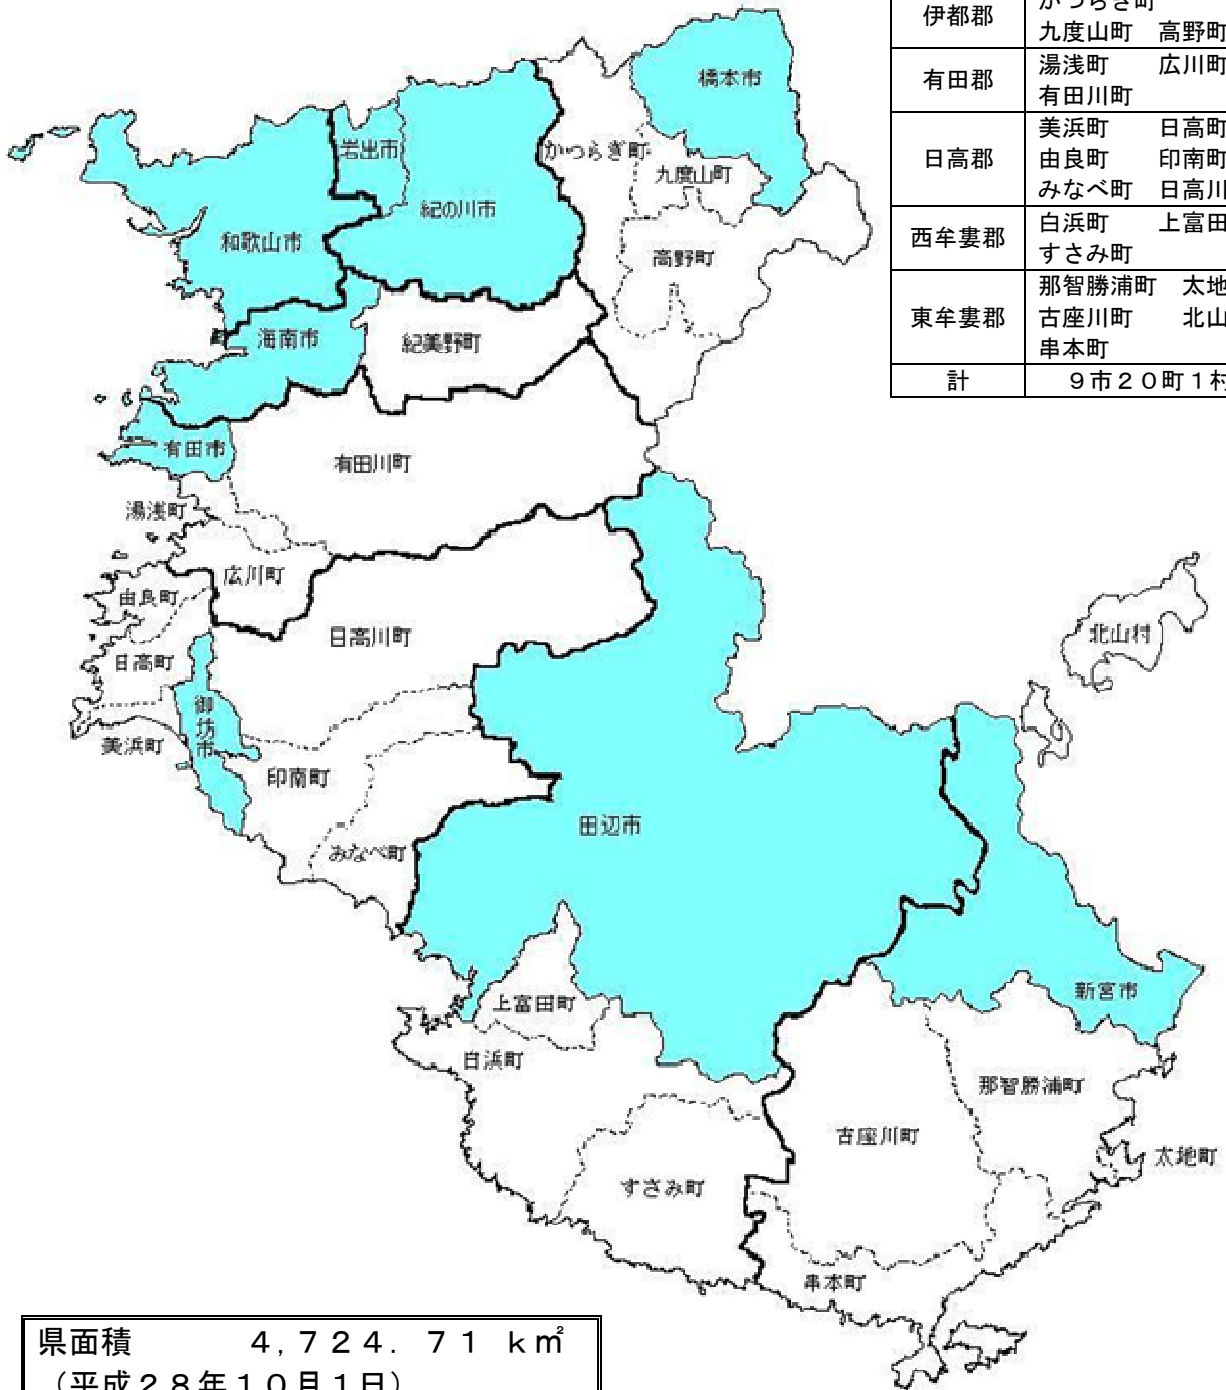 伊都郡 かつらぎ町
九度山町 高野町
有田郡 湯浅町 広川町
有田川町
日高郡 美浜町 日高町
由良町 印南町
みなべ町 日高川
西牟婁郡 白浜町 上富田
すさみ町
東牟婁郡 那智勝浦町 太地
古座川町 北山
串本町
計 9市20町1村
橋本市
岩出市
かつらぎ町
九度山町
紀の川市
和歌山市
高野町
海南市
紀美野町
有田市
有田川町
湯浅町
広川町
由良町
日高川町
北山村
日高町
御坊市
美浜町
印南町
田辺市
みなべ町
新宮市
上富田町
白浜町
那智勝浦町
古座川町
太地町
すさみ町
串本町
県面積 4,724.71 k㎡
(平成28年10月1日)